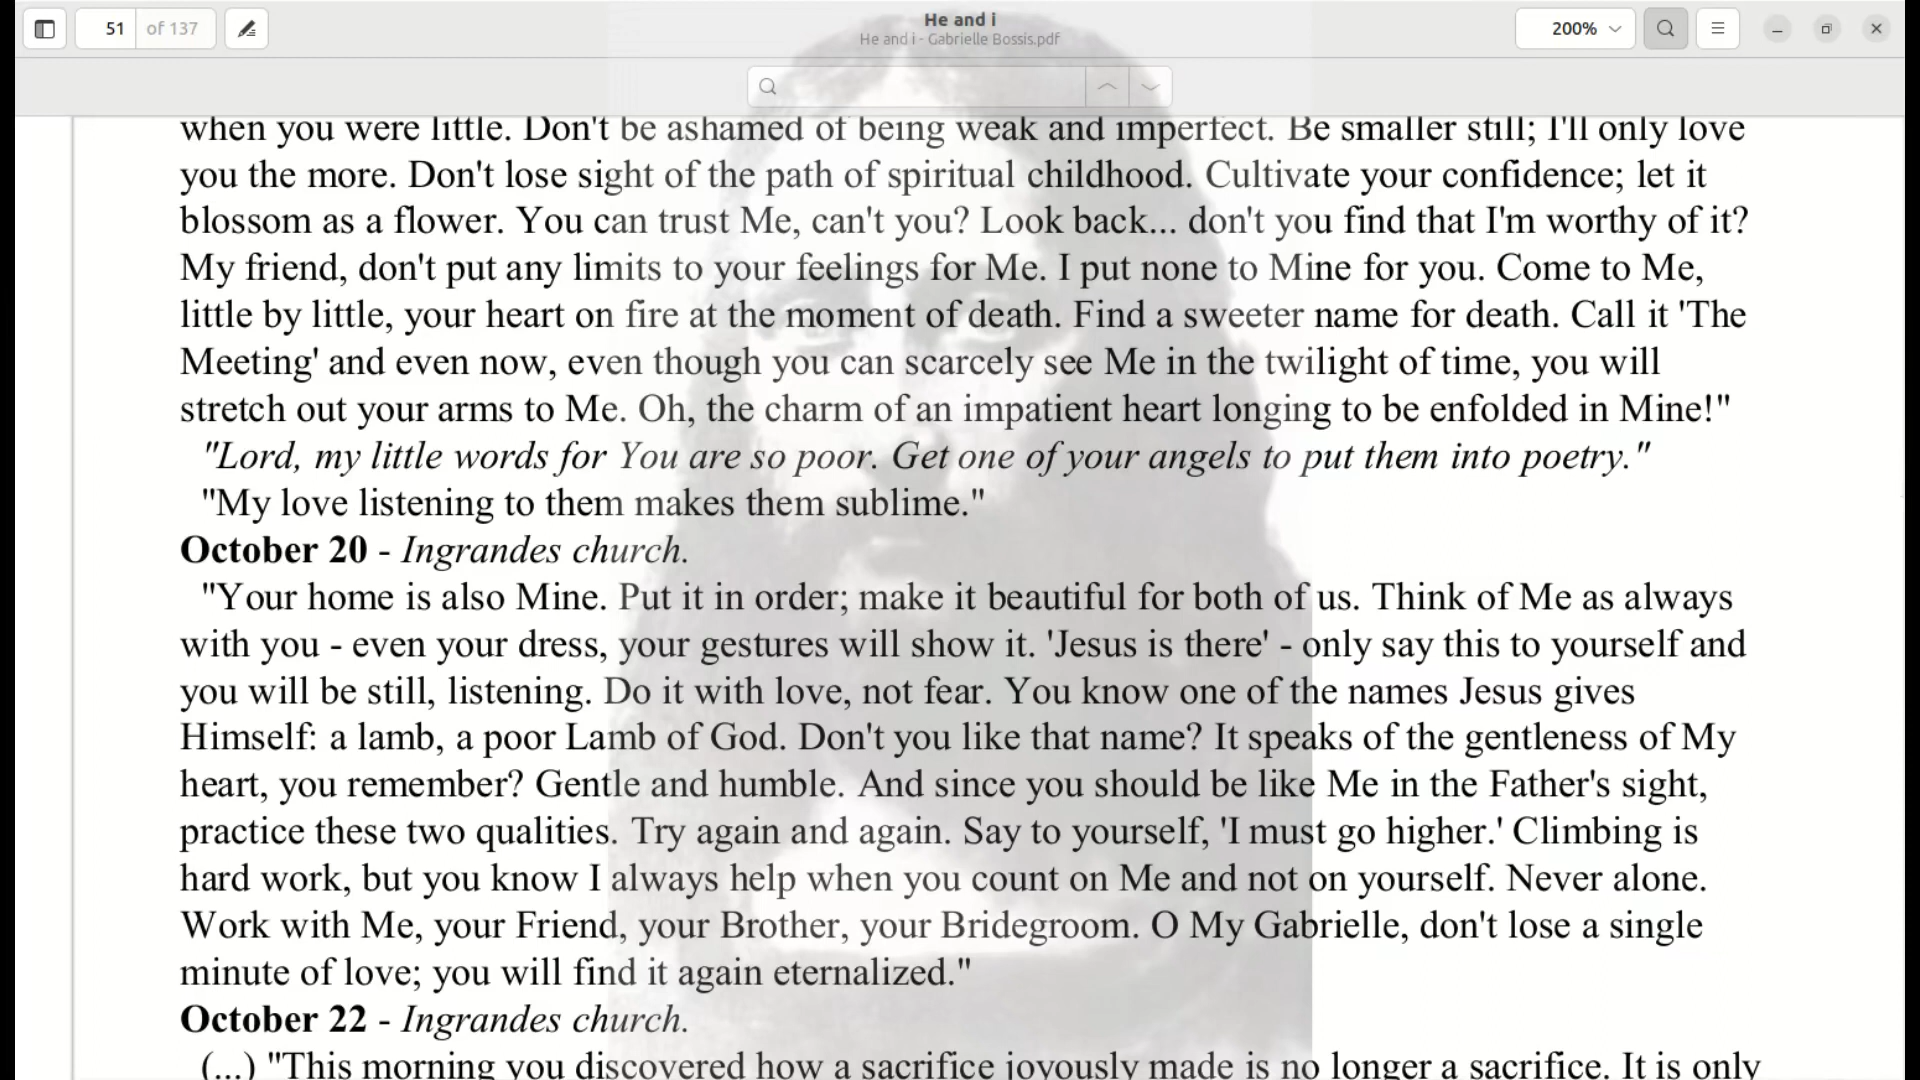 51 of 137
He and i
He and i - Gabrielle Bossis.pdf
200%
when you were little. Don't be ashamed of being weak and imperfect. Be smaller still; I'll only love
you the more. Don't lose sight of the path of spiritual childhood. Cultivate your confidence; let it
blossom as a flower. You can trust Me, can't you? Look back... don't you find that I'm worthy of it?
My friend, don't put any limits to your feelings for Me. I put none to Mine for you. Come to Me,
little by little, your heart on fire at the moment of death. Find a sweeter name for death. Call it 'The
Meeting' and even now, even though you can scarcely see Me in the twilight of time, you will
stretch out your arms to Me. Oh, the charm of an impatient heart longing to be enfolded in Mine!"
"Lord, my little words for You are so poor. Get one of your angels to put them into poetry."
"My love listening to them makes them sublime."
October 20 - Ingrandes church.
"Your home is also Mine. Put it in order; make it beautiful for both of us. Think of Me as always
with you - even your dress, your gestures will show it. 'Jesus is there' - only say this to yourself and
you will be still, listening. Do it with love, not fear. You know one of the names Jesus gives
Himself: a lamb, a poor Lamb of God. Don't you like that name? It speaks of the gentleness of My
heart, you remember? Gentle and humble. And since you should be like Me in the Father's sight,
practice these two qualities. Try again and again. Say to yourself, 'I must go higher.' Climbing is
hard work, but you know I always help when you count on Me and not on yourself. Never alone.
Work with Me, your Friend, your Brother, your Bridegroom. O My Gabrielle, don't lose a single
minute of love; you will find it again eternalized."
October 22 - Ingrandes church.
(...) "This morning you discovered how a sacrifice joyously made is no longer a sacrifice. It is only